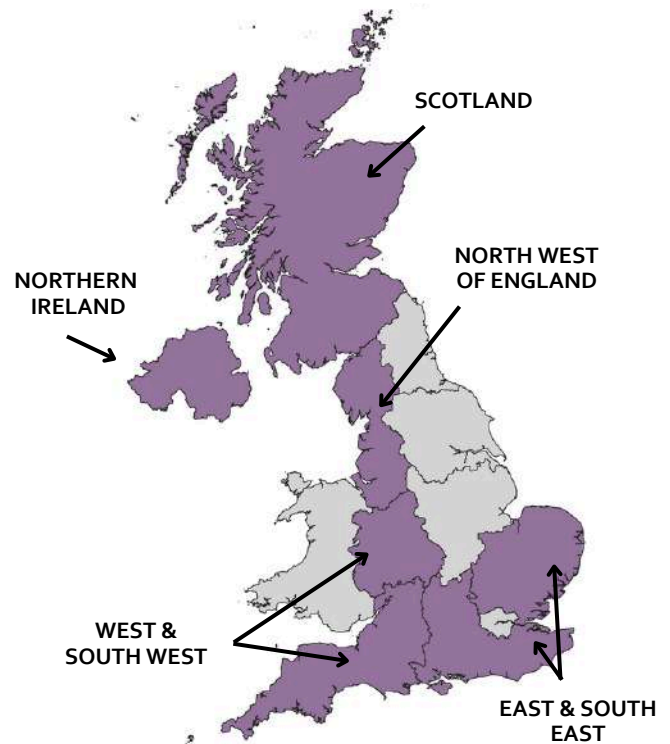 SCOTLAND
NORTH WEST
OF ENGLAND
NORTHERN
IRELAND
WEST &
SOUTH WEST
EAST & SOUTH
EAST